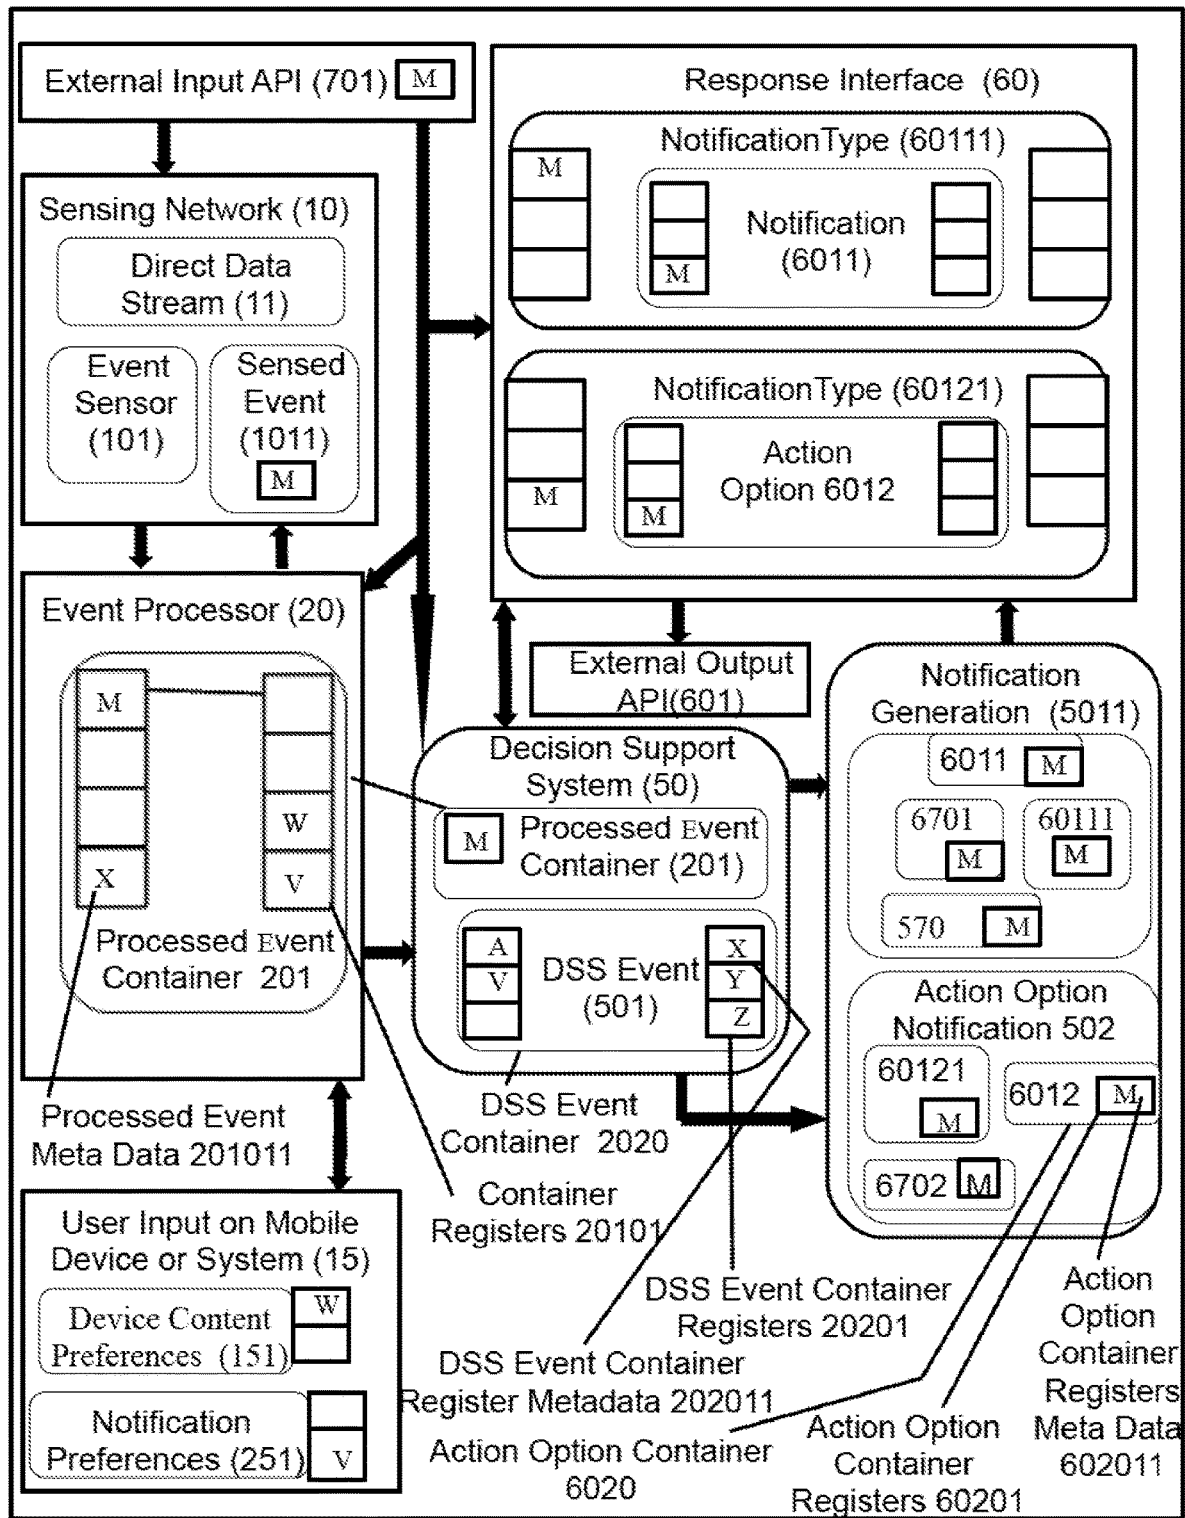 External Input API (701)
M
Sensing Network (10)
Direct Data
Stream (11)
Event
Sensor
(101)
Sensed
Event
(1011)
M
Event Processor (20)
M
X
W
V
Processed Event
Container 201
Processed Event
Meta Data 201011
User Input on Mobile
Device or System (15)
Device Content
Preferences (151)
W
Notification
Preferences (251)
V
Response Interface (60)
NotificationType (60111)
M
M
Notification
(6011)
NotificationType (60121)
M
M
Action
Option 6012
External Output
API(601)
Decision Support
System (50)
M
Processed Event
Container (201)
A
V
DSS Event
(501)
X
Y
Z
DSS Event
Container 2020
Container
Registers 20101
Notification
Generation (5011)
6011
M
6701
M
60111
M
570
M
Action Option
Notification 502
60121
M
6012
M
6702
M
DSS Event Container
Registers 20201
DSS Event Container
Register Metadata 202011
Action Option Container
6020
Action Option
Container
Registers 60201
Action
Option
Container
Registers
Meta Data
602011